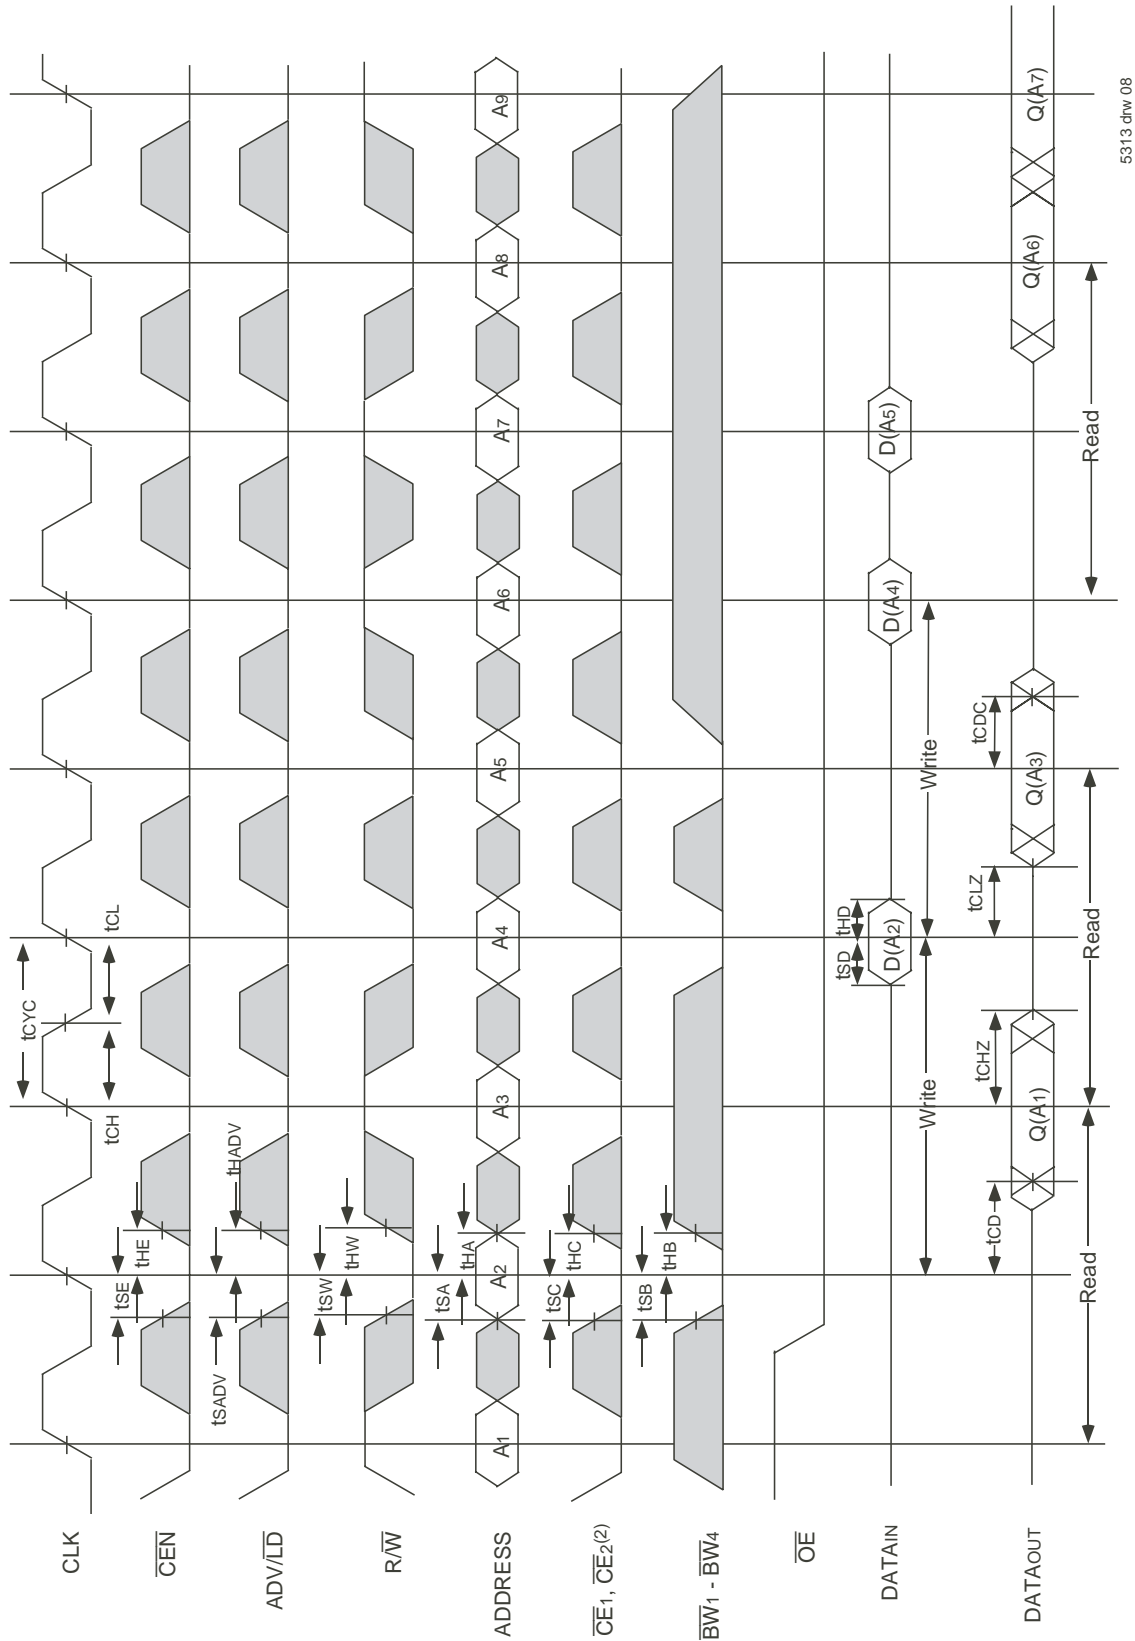 CLK
CEN
ADV/LD
R/W
ADDRESS
CE1, CE2(2)
BW1 - BW4
OE
DATAIN
DATAOUT
tCYC
tCH
tCL
tSE
tHE
tSADV
tHADV
tSW
tHW
tSA
tHA
A1
A2
A3
A4
A5
A6
A7
A8
A9
tSC
tHC
tSB
tHB
tSD
tHD
D(A2)
D(A4)
D(A5)
Write
Write
tCD
tCHZ
tCLZ
tCDC
Q(A1)
Q(A3)
Q(A6)
Q(A7)
Read
Read
Read
5313 drw 08